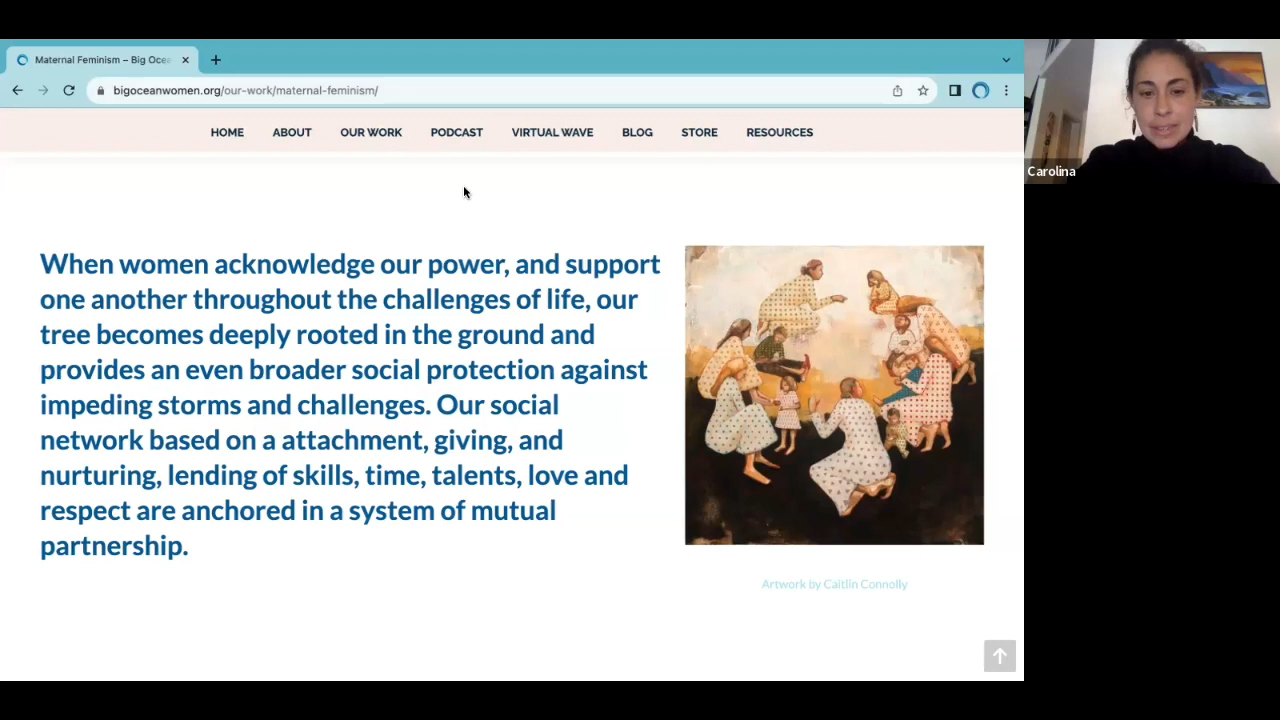 Maternal Feminism – Big Ocea
bigoceanwomen.org/our-work/maternal-feminism/
HOME ABOUT OUR WORK PODCAST VIRTUAL WAVE BLOG STORE RESOURCES
Carolina
When women acknowledge our power, and support
one another throughout the challenges of life, our
tree becomes deeply rooted in the ground and
provides an even broader social protection against
impeding storms and challenges. Our social
network based on a attachment, giving, and
nurturing, lending of skills, time, talents, love and
respect are anchored in a system of mutual
partnership.
Artwork by Caitlin Connolly